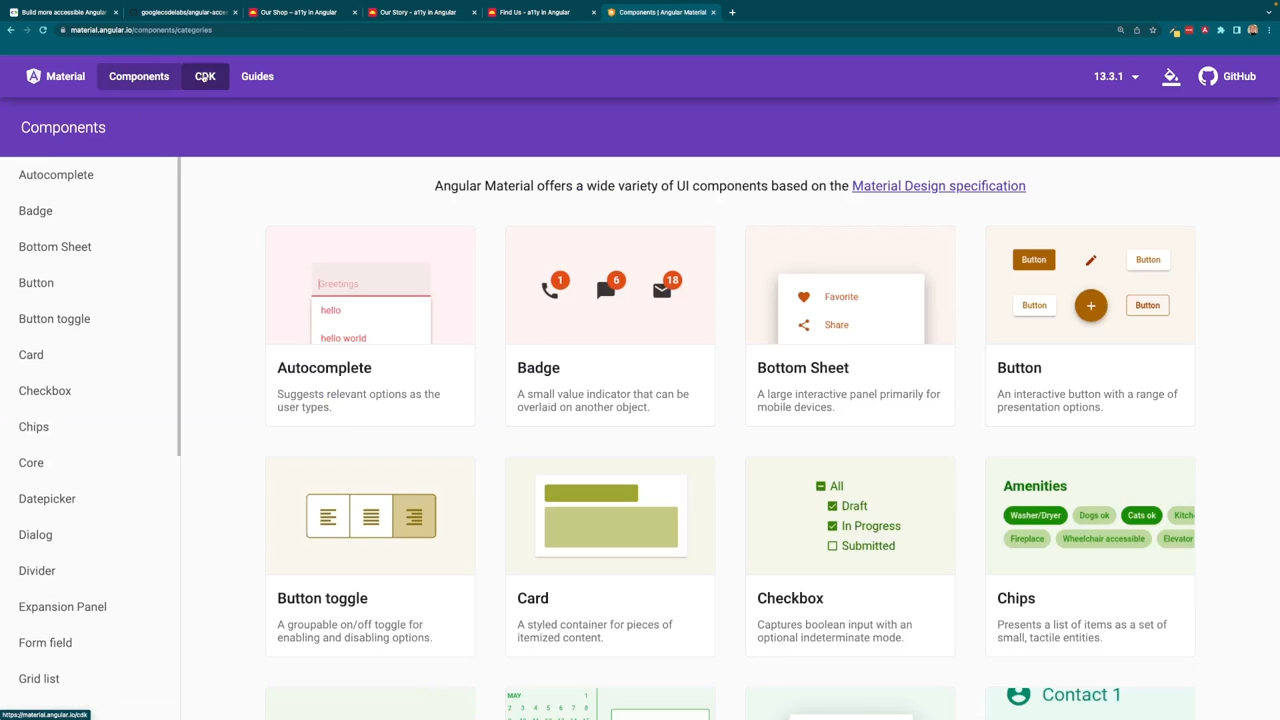 Build more accessible Angular
googlecodelabs/angular-acce
Our Shop – a11y in Angular
Our Story - a11y in Angular
Find Us - a11y in Angular
Components | Angular Material
material.angular.io/components/categories
Material
Components
CDK
Guides
13.3.1
GitHub
Components
Autocomplete
Badge
Bottom Sheet
Button
Button toggle
Card
Checkbox
Chips
Core
Datepicker
Dialog
Divider
Expansion Panel
Form field
Grid list
Angular Material offers a wide variety of UI components based on the Material Design specification
Greetings
hello
hello world
Autocomplete
Suggests relevant options as the
user types.
1
6
18
Badge
A small value indicator that can be
overlaid on another object.
Favorite
Share
Bottom Sheet
A large interactive panel primarily for
mobile devices.
Button
Button
Button
Button
Button
An interactive button with a range of
presentation options.
Button toggle
A groupable on/off toggle for
enabling and disabling options.
Card
A styled container for pieces of
itemized content.
All
Draft
In Progress
Submitted
Checkbox
Captures boolean input with an
optional indeterminate mode.
Amenities
Washer/Dryer Dogs ok Cats ok Kitche
Fireplace Wheelchair accessible Elevator
Chips
Presents a list of items as a set of
small, tactile entities.
MAY 1
2 3 4 5 6 7 8
Contact 1
https://material.angular.io/cdk